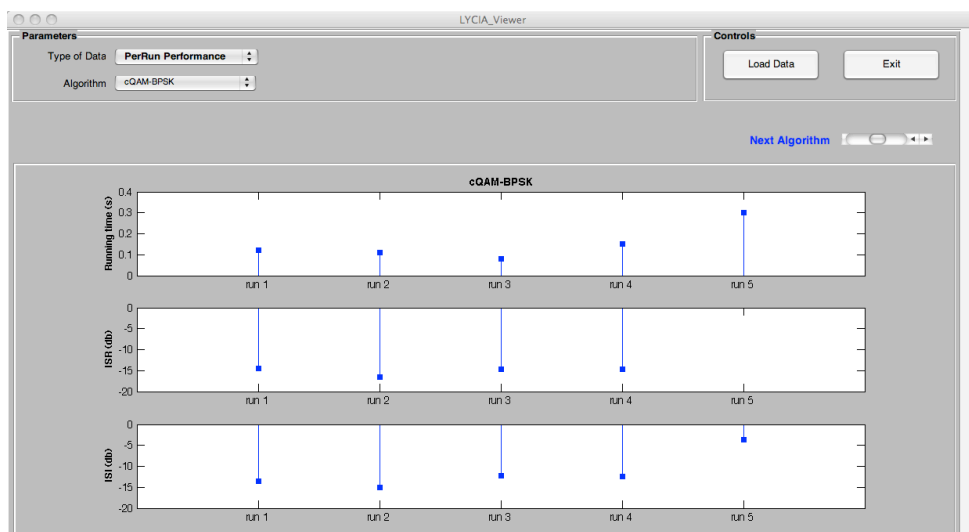 LYCIA_Viewer
Parameters
Controls
Type of Data PerRun Performance
Load Data
Exit
Algorithm cQAM-BPSK
Next Algorithm
cQAM-BPSK
Running time (s)
0.4
0.3
0.2
0.1
0
run 1 run 2 run 3 run 4 run 5
ISR (db)
0
-5
-10
-15
-20
run 1 run 2 run 3 run 4 run 5
ISI (db)
0
-5
-10
-15
-20
run 1 run 2 run 3 run 4 run 5